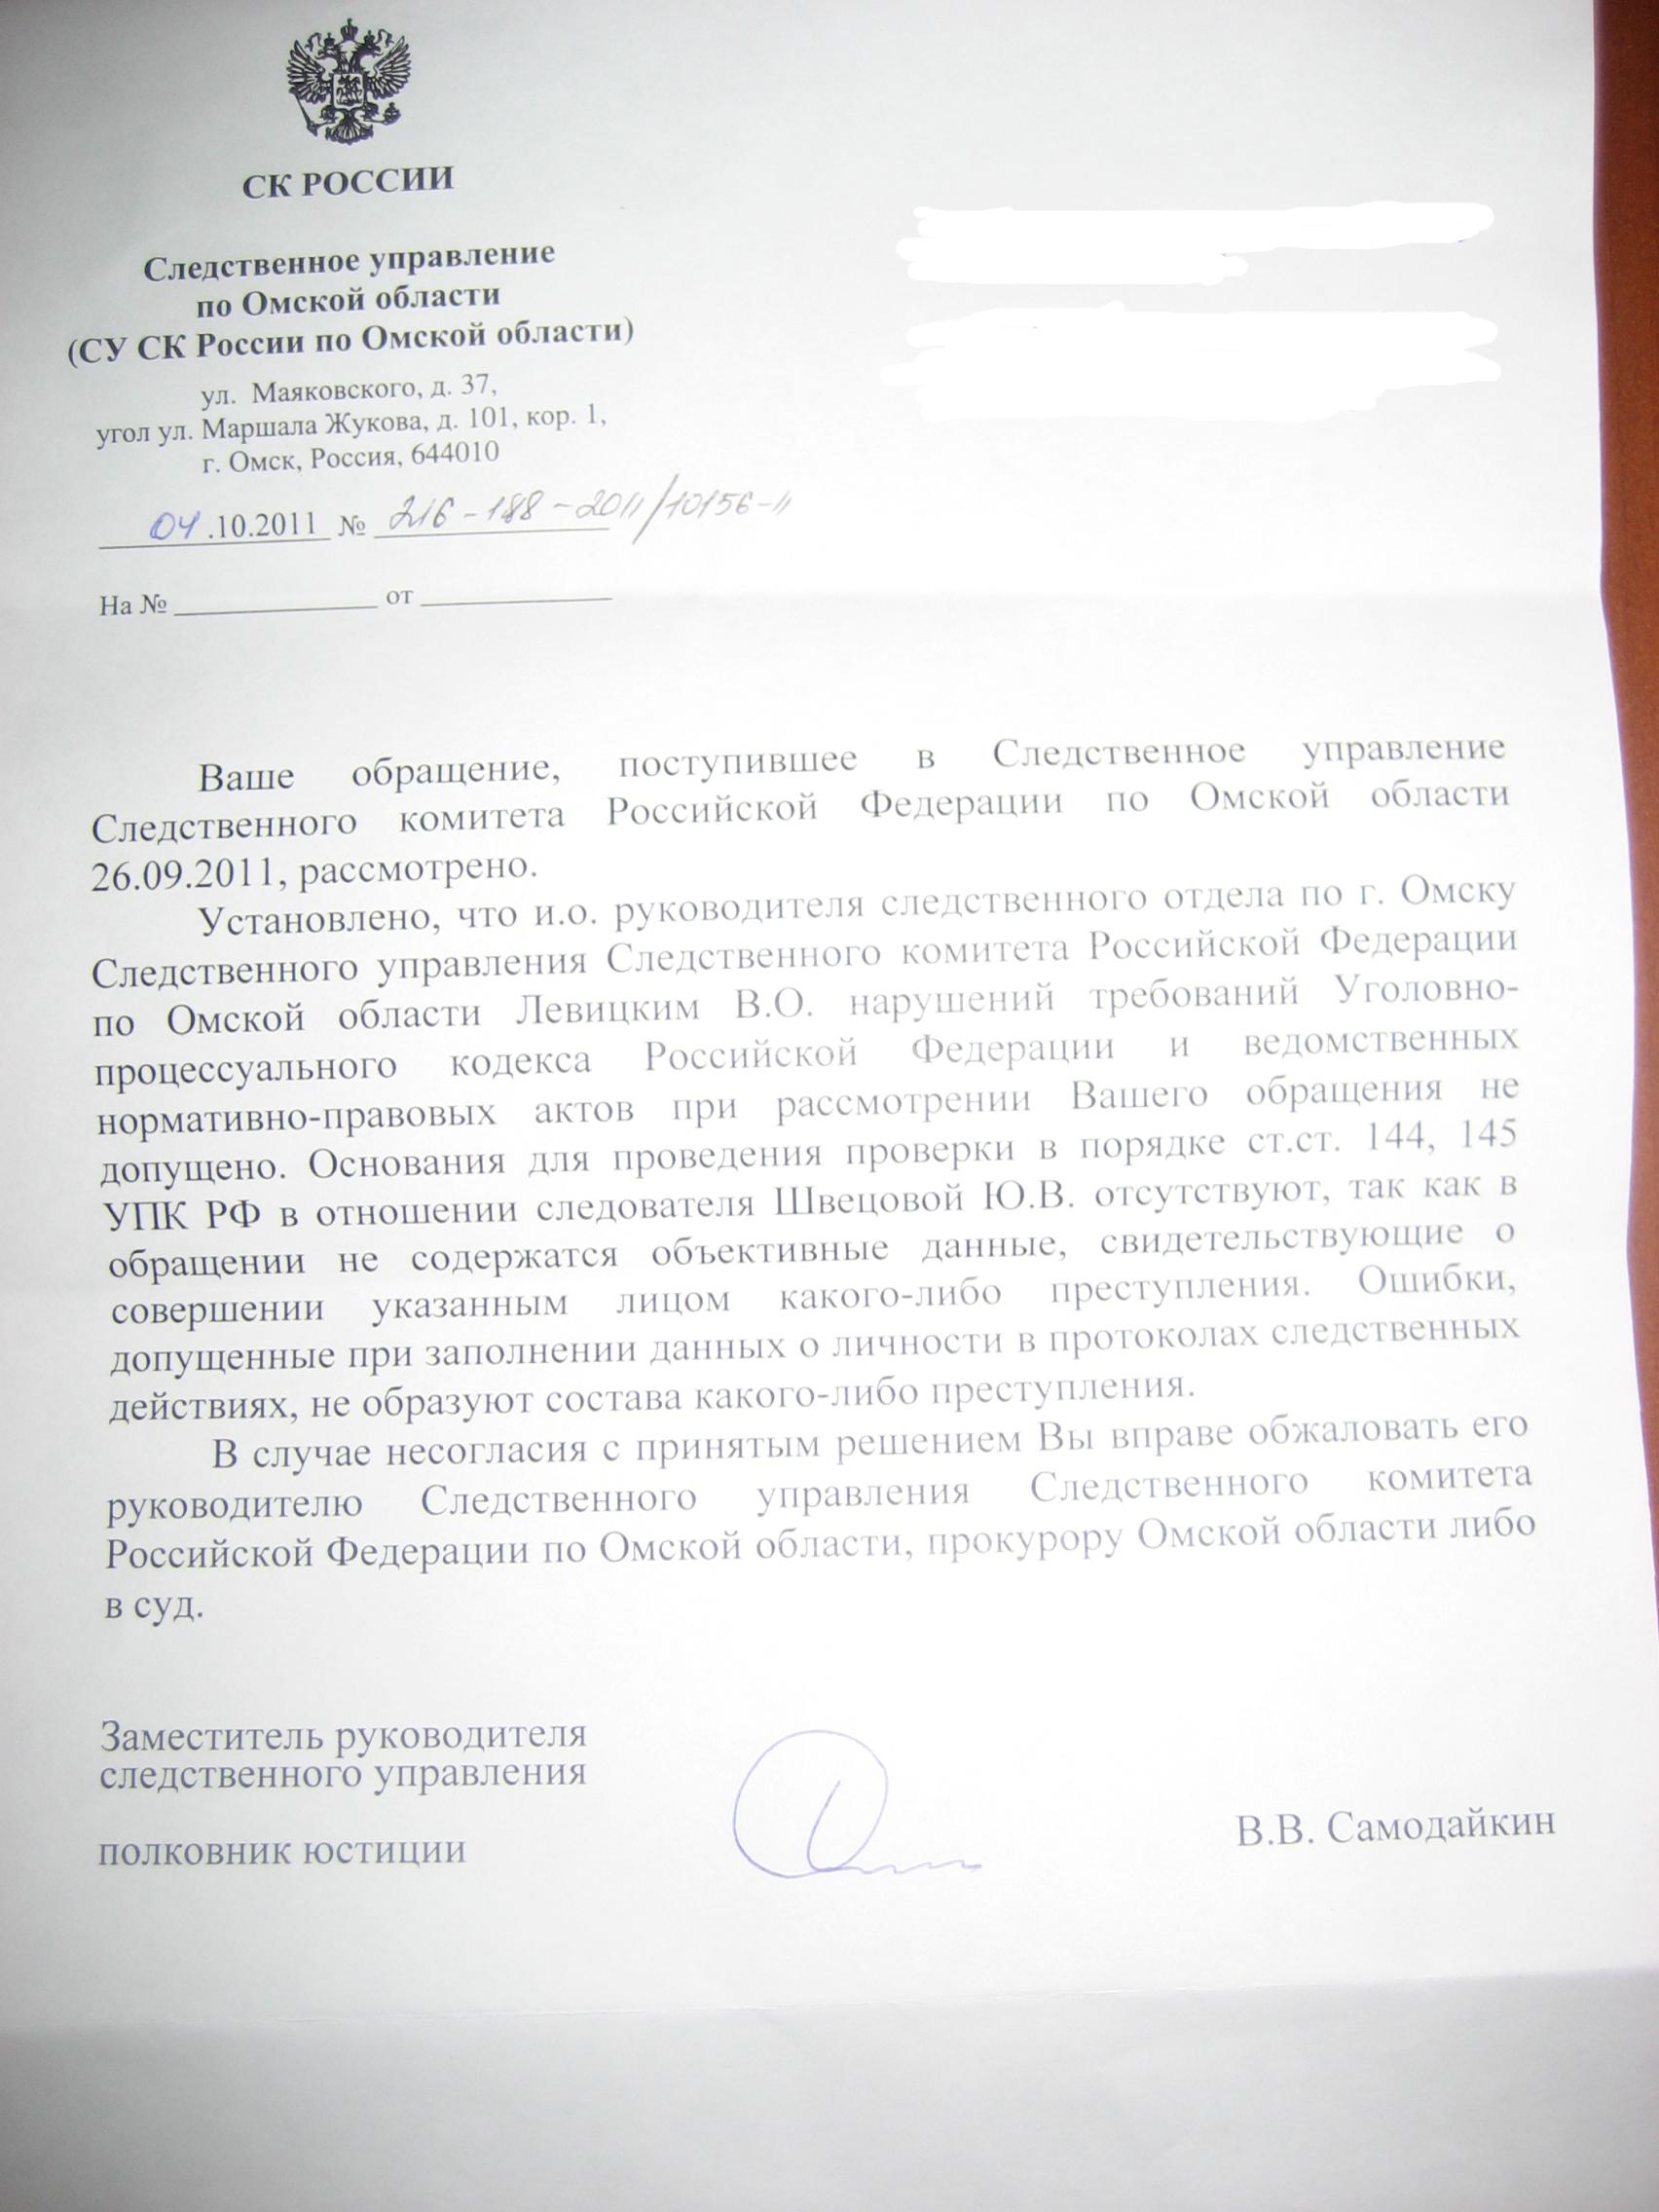 СК РОССИИ
Следственное управление
по Омской области
(СУ СК России по Омской области)
ул. Маяковского, д. 37,
угол ул. Маршала Жукова, д. 101, кор. 1,
г. Омск, Россия, 644010
04.10.2011 № 216-188-2011/10156-11
На № от
Ваше обращение, поступившее в Следственное управление
Следственного комитета Российской Федерации по Омской области
26.09.2011, рассмотрено.
Установлено, что и.о. руководителя следственного отдела по г. Омску
Следственного управления Следственного комитета Российской Федерации
по Омской области Левицким В.О. нарушений требований Уголовно-
процессуального кодекса Российской Федерации и ведомственных
нормативно-правовых актов при рассмотрении Вашего обращения не
допущено. Основания для проведения проверки в порядке ст.ст. 144, 145
УПК РФ в отношении следователя Швецовой Ю.В. отсутствуют, так как в
обращении не содержатся объективные данные, свидетельствующие о
совершении указанным лицом какого-либо преступления. Ошибки,
допущенные при заполнении данных о личности в протоколах следственных
действиях, не образуют состава какого-либо преступления.
В случае несогласия с принятым решением Вы вправе обжаловать его
руководителю Следственного управления Следственного комитета
Российской Федерации по Омской области, прокурору Омской области либо
в суд.
Заместитель руководителя
следственного управления
полковник юстиции
В.В. Самодайкин